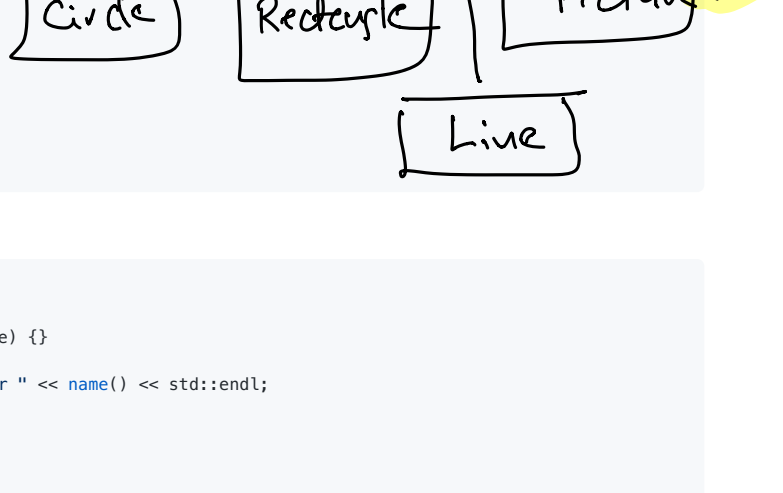 Circle Rectangle
Line
e) {}
r " << name() << std::endl;